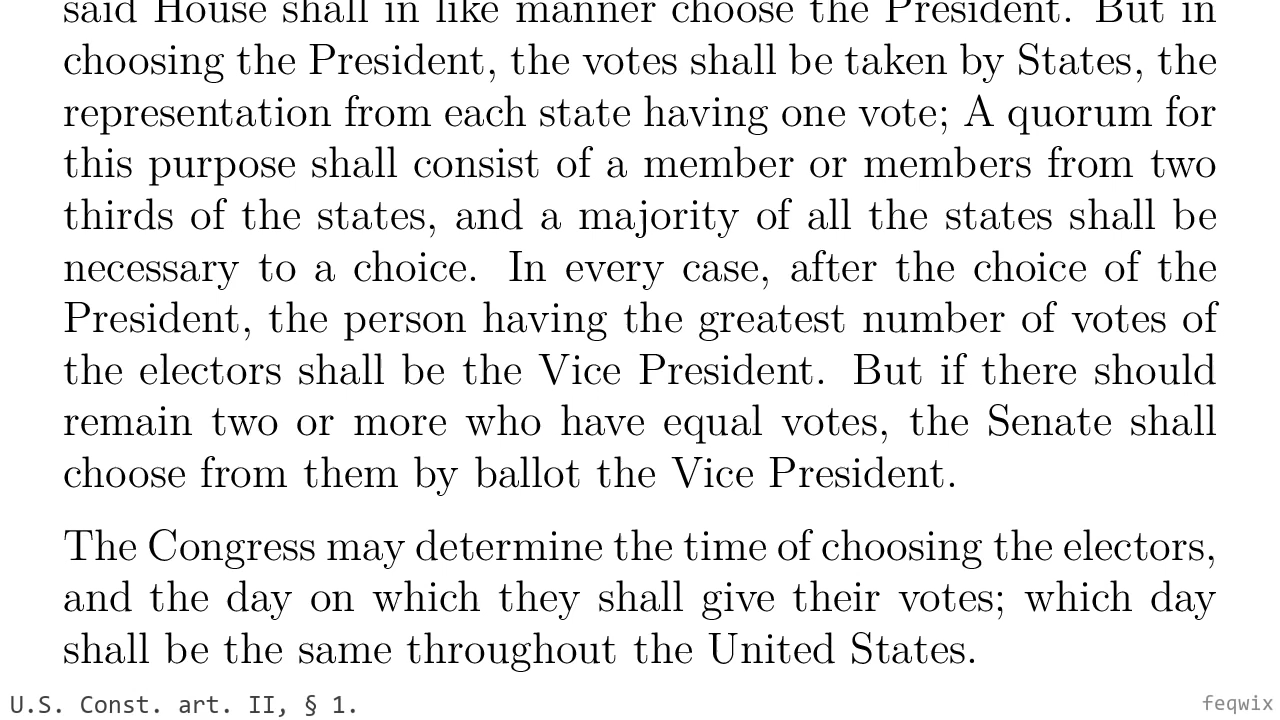 said House shall in like manner choose the President. But in
choosing the President, the votes shall be taken by States, the
representation from each state having one vote; A quorum for
this purpose shall consist of a member or members from two
thirds of the states, and a majority of all the states shall be
necessary to a choice. In every case, after the choice of the
President, the person having the greatest number of votes of
the electors shall be the Vice President. But if there should
remain two or more who have equal votes, the Senate shall
choose from them by ballot the Vice President.
The Congress may determine the time of choosing the electors,
and the day on which they shall give their votes; which day
shall be the same throughout the United States.
U.S. Const. art. II, § 1.
feqwix